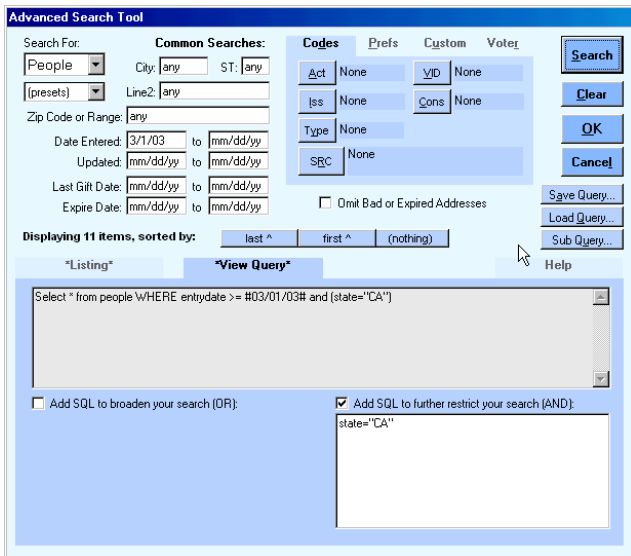 Advanced Search Tool
Search For: Common Searches: Codes Prefs Custom Voter Search
People City: any ST: any Act None VID None
(presets) Line2: any Iss None Cons None Clear
Zip Code or Range: any Type None OK
Date Entered: 3/1/03 to mm/dd/yy SRC None
Updated: mm/dd/yy to mm/dd/yy Cancel
Last Gift Date: mm/dd/yy to mm/dd/yy Save Query...
Expire Date: mm/dd/yy to mm/dd/yy Omit Bad or Expired Addresses Load Query...
Displaying 11 items, sorted by: last ^ first ^ (nothing) Sub Query...
*Listing* *View Query* Help
Select * from people WHERE entrydate >= #03/01/03# and (state="CA")
Add SQL to broaden your search (OR): Add SQL to further restrict your search (AND):
state="CA"